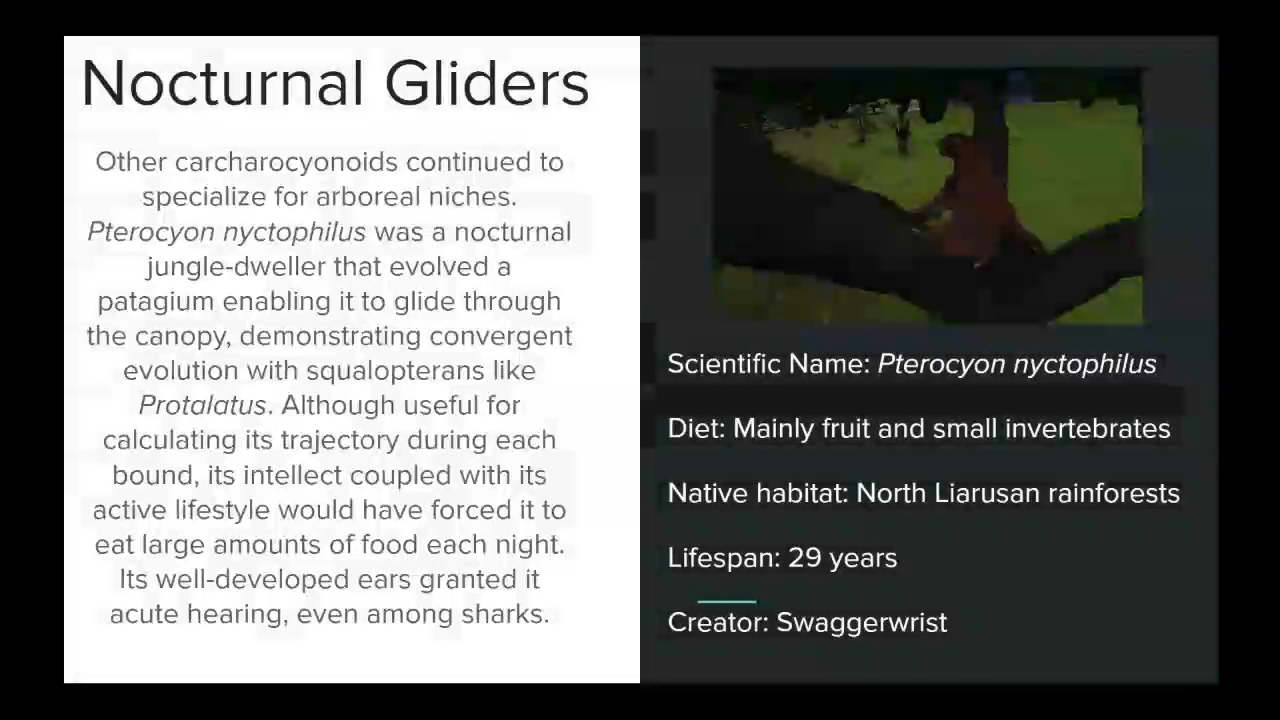 Nocturnal Gliders
Other carcharocyonoids continued to
specialize for arboreal niches.
Pterocyon nyctophilus was a nocturnal
jungle-dweller that evolved a
patagium enabling it to glide through
the canopy, demonstrating convergent
evolution with squalopterans like
Protalatus. Although useful for
calculating its trajectory during each
bound, its intellect coupled with its
active lifestyle would have forced it to
eat large amounts of food each night.
Its well-developed ears granted it
acute hearing, even among sharks.
Scientific Name: Pterocyon nyctophilus
Diet: Mainly fruit and small invertebrates
Native habitat: North Liarusan rainforests
Lifespan: 29 years
Creator: Swaggerwrist